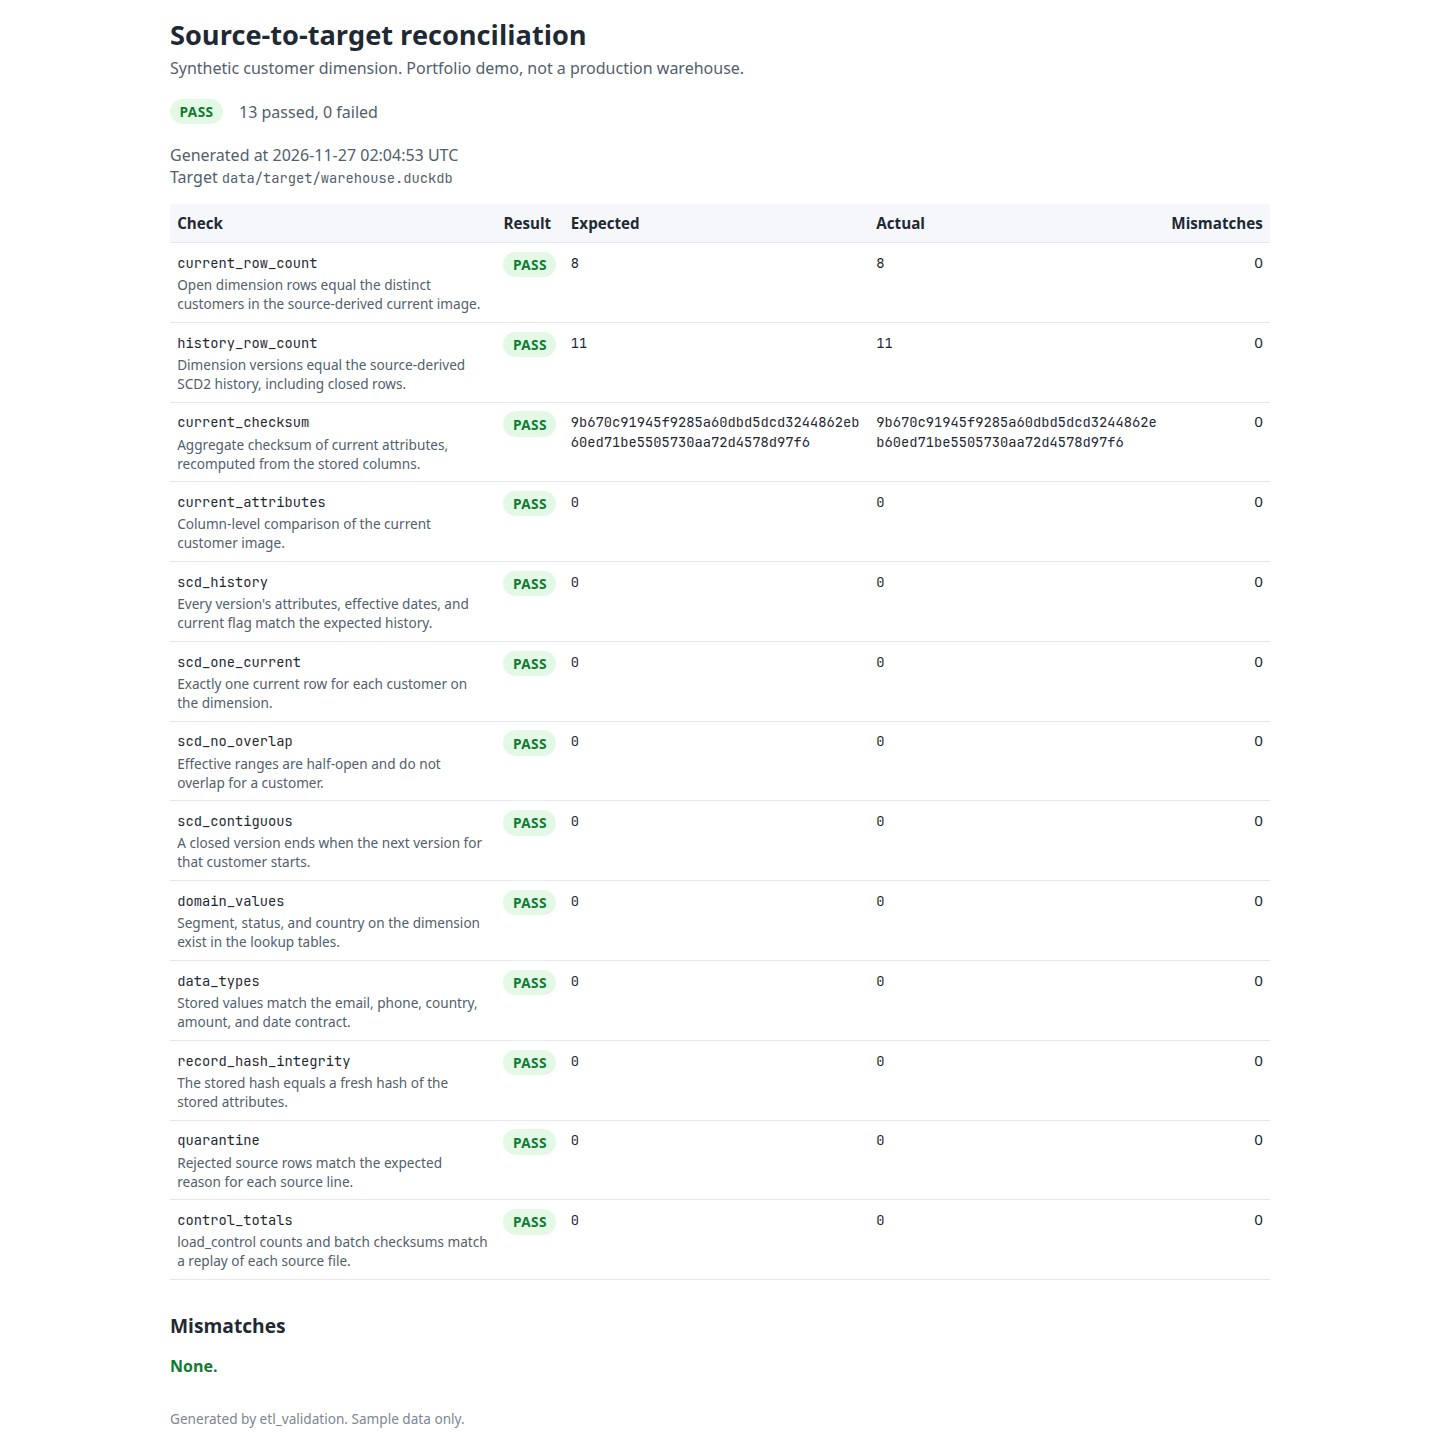 Source-to-target reconciliation
Synthetic customer dimension. Portfolio demo, not a production warehouse.
PASS 13 passed, 0 failed
Generated at 2026-11-27 02:04:53 UTC
Target data/target/warehouse.duckdb
Check Result Expected Actual Mismatches
current_row_count PASS 8 8 0
Open dimension rows equal the distinct
customers in the source-derived current image.
history_row_count PASS 11 11 0
Dimension versions equal the source-derived
SCD2 history, including closed rows.
current_checksum PASS 9b670c91945f9285a60dbd5dcd3244862eb 9b670c91945f9285a60dbd5dcd3244862e 0
60ed71be5505730aa72d4578d97f6 b60ed71be5505730aa72d4578d97f6
Aggregate checksum of current attributes,
recomputed from the stored columns.
current_attributes PASS 0 0 0
Column-level comparison of the current
customer image.
scd_history PASS 0 0 0
Every version's attributes, effective dates, and
current flag match the expected history.
scd_one_current PASS 0 0 0
Exactly one current row for each customer on
the dimension.
scd_no_overlap PASS 0 0 0
Effective ranges are half-open and do not
overlap for a customer.
scd_contiguous PASS 0 0 0
A closed version ends when the next version for
that customer starts.
domain_values PASS 0 0 0
Segment, status, and country on the dimension
exist in the lookup tables.
data_types PASS 0 0 0
Stored values match the email, phone, country,
amount, and date contract.
record_hash_integrity PASS 0 0 0
The stored hash equals a fresh hash of the
stored attributes.
quarantine PASS 0 0 0
Rejected source rows match the expected
reason for each source line.
control_totals PASS 0 0 0
load_control counts and batch checksums match
a replay of each source file.
Mismatches
None.
Generated by etl_validation. Sample data only.